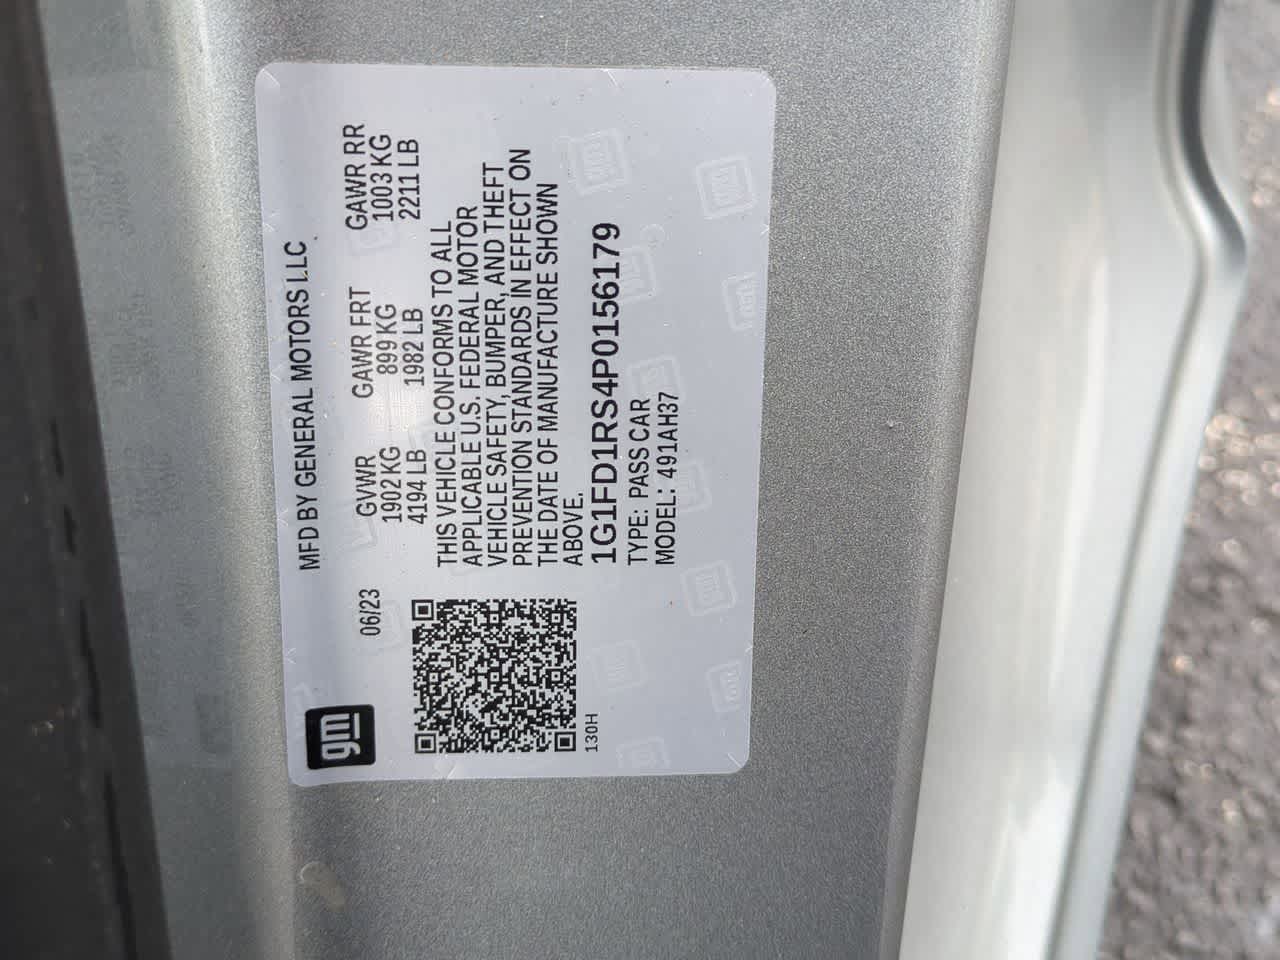 gm
MFD BY GENERAL MOTORS LLC
06/23
GVWR GAWR FRT GAWR RR
1902 KG 899 KG 1003 KG
4194 LB 1982 LB 2211 LB
THIS VEHICLE CONFORMS TO ALL
APPLICABLE U.S. FEDERAL MOTOR
VEHICLE SAFETY, BUMPER, AND THEFT
PREVENTION STANDARDS IN EFFECT ON
THE DATE OF MANUFACTURE SHOWN
ABOVE.
1G1FD1RS4P0156179
TYPE: PASS CAR
MODEL: 491AH37
130H